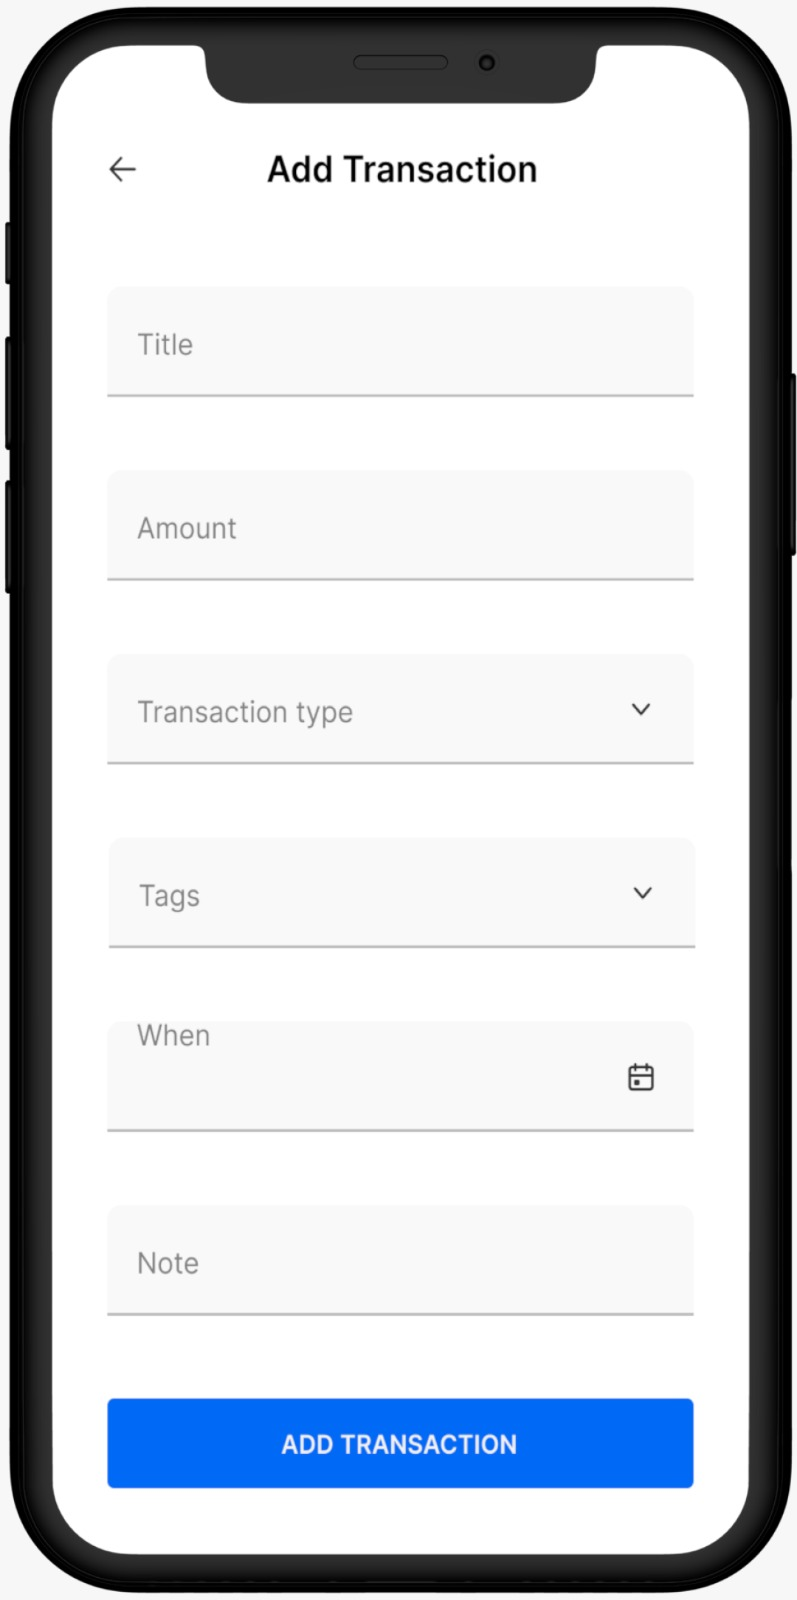 Add Transaction
Title
Amount
Transaction type
Tags
When
Note
ADD TRANSACTION